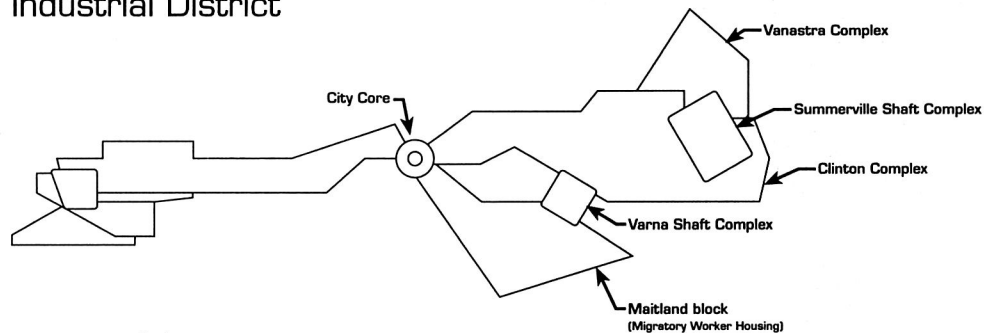 Industrial District
Vanastra Complex
City Core
Summerville Shaft Complex
Clinton Complex
Varna Shaft Complex
Maitland block
(Migratory Worker Housing)